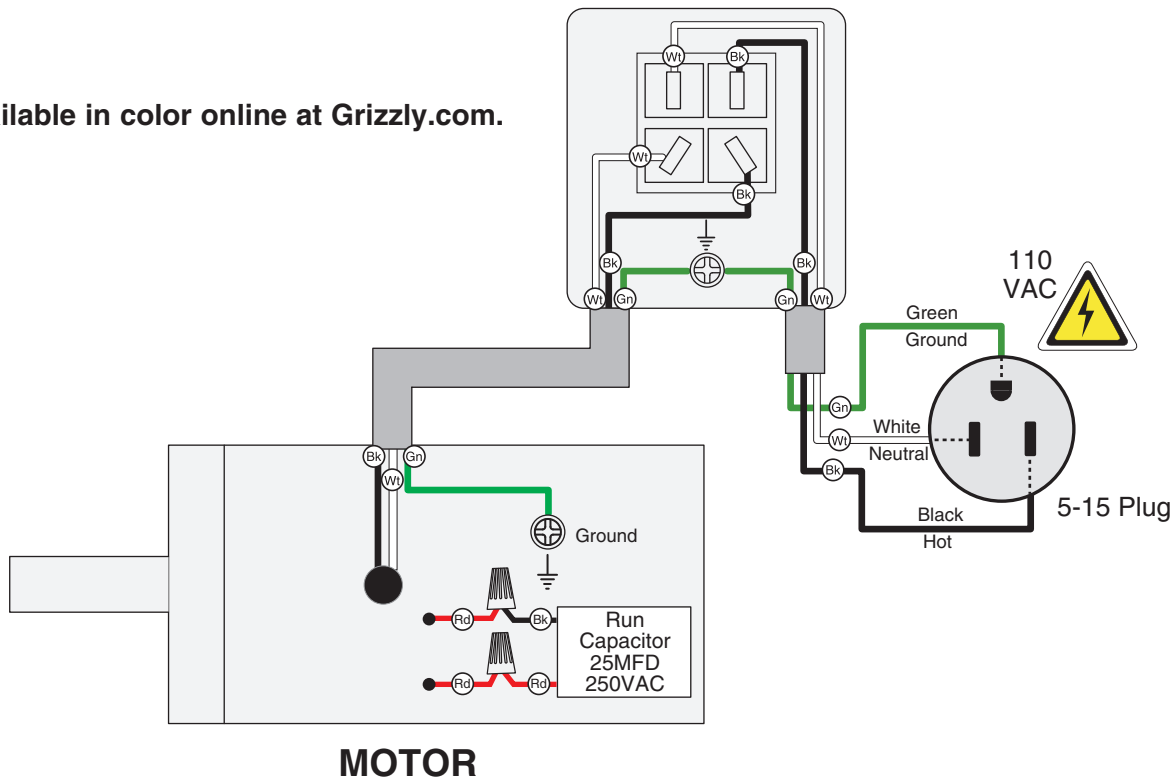 ilable in color online at Grizzly.com.
Wt
Bk
Wt
Bk
Bk
Bk
Wt
Gn
Gn
Wt
110
VAC
Green
Ground
Gn
White
Wt
Neutral
Bk
Black
Hot
5-15 Plug
Bk
Gn
Wt
Ground
Rd
Bk
Rd
Rd
Run
Capacitor
25MFD
250VAC
MOTOR